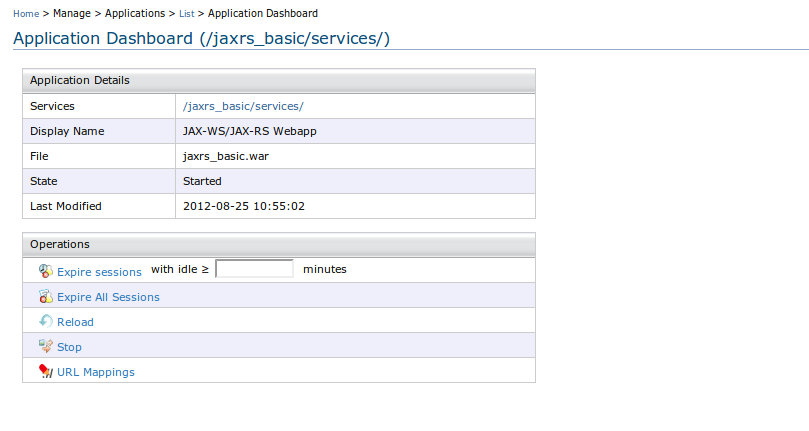 Home > Manage > Applications > List > Application Dashboard
Application Dashboard (/jaxrs_basic/services/)
Application Details
Services /jaxrs_basic/services/
Display Name JAX-WS/JAX-RS Webapp
File jaxrs_basic.war
State Started
Last Modified 2012-08-25 10:55:02
Operations
Expire sessions with idle ≥ minutes
Expire All Sessions
Reload
Stop
URL Mappings